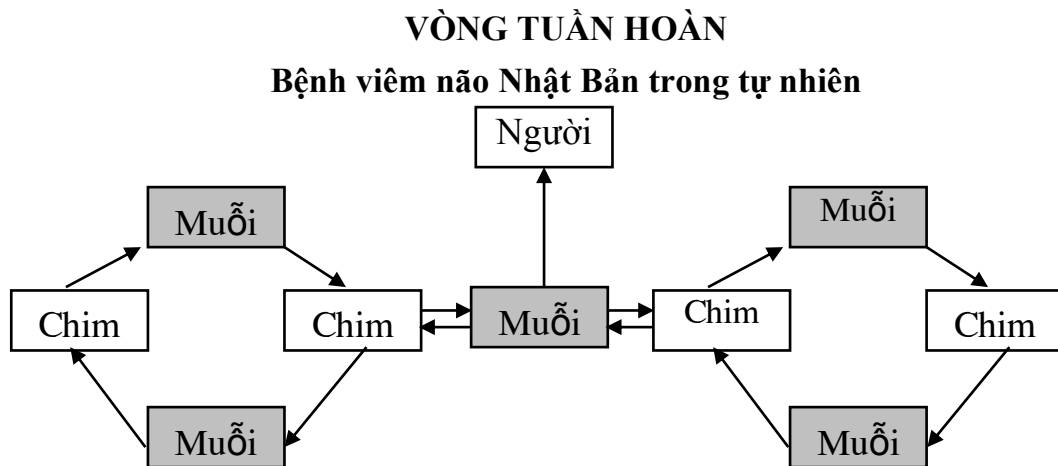 VÒNG TUẦN HOÀN
Bệnh viêm não Nhật Bản trong tự nhiên
Người
Muỗi
Muỗi
Chim
Chim
Muỗi
Chim
Chim
Muỗi
Muỗi